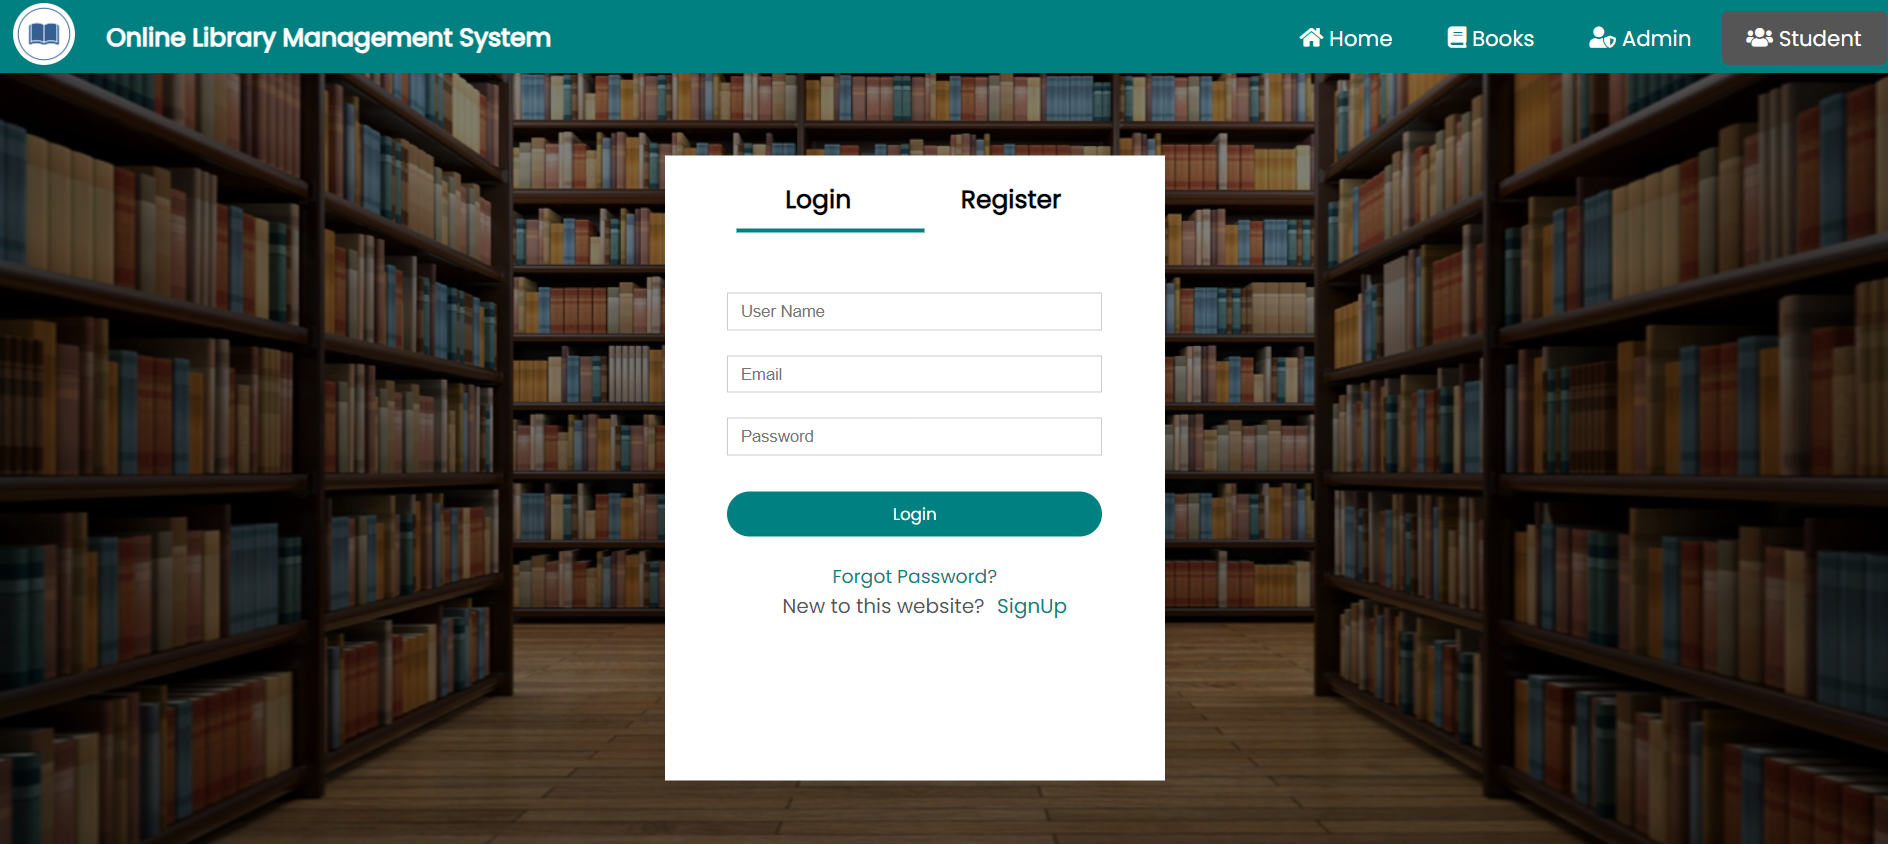 Online Library Management System
Home
Books
Admin
Student
Login
Register
User Name
Email
Password
Login
Forgot Password?
New to this website? SignUp